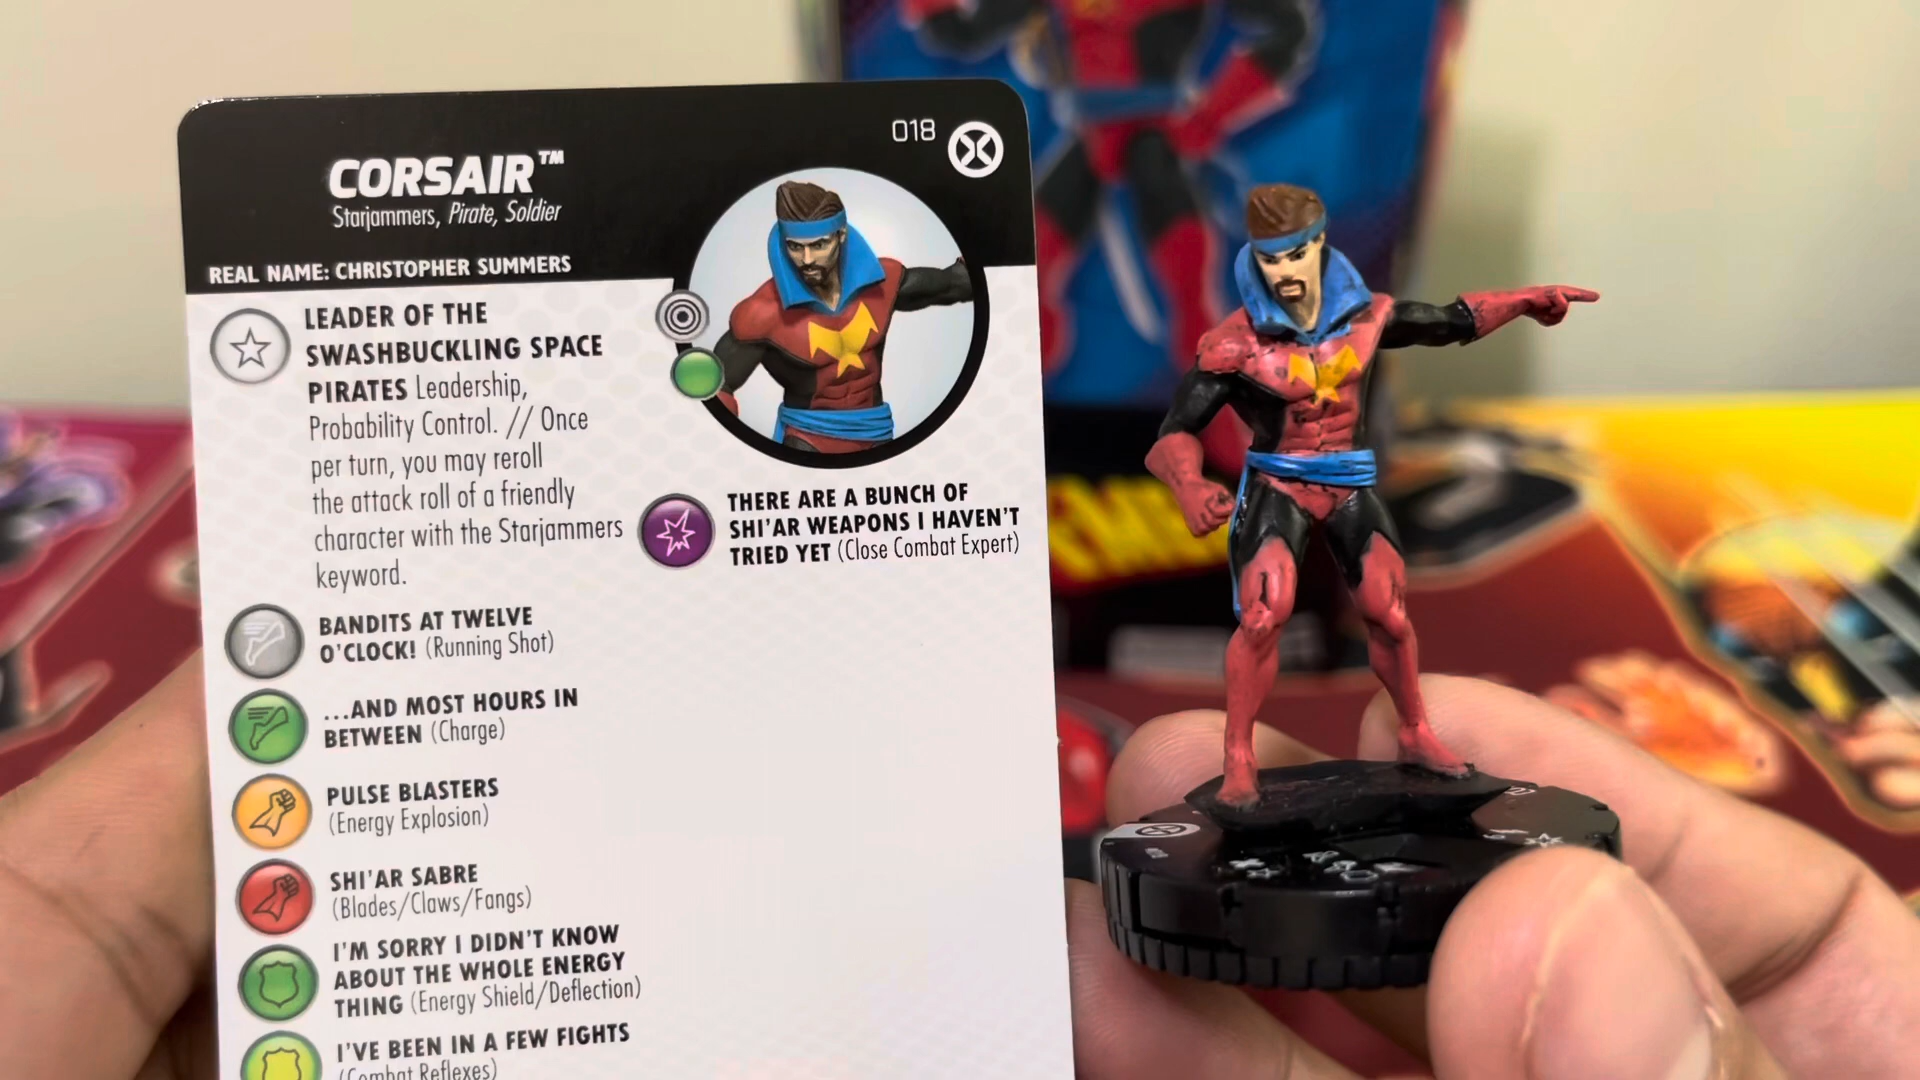 018
CORSAIR™
Starjammers, Pirate, Soldier
REAL NAME: CHRISTOPHER SUMMERS
LEADER OF THE
SWASHBUCKLING SPACE
PIRATES Leadership,
Probability Control. // Once
per turn, you may reroll
the attack roll of a friendly
character with the Starjammers
keyword.
BANDITS AT TWELVE
O'CLOCK! (Running Shot)
...AND MOST HOURS IN
BETWEEN (Charge)
PULSE BLASTERS
(Energy Explosion)
SHI'AR SABRE
(Blades/Claws/Fangs)
I'M SORRY I DIDN'T KNOW
ABOUT THE WHOLE ENERGY
THING (Energy Shield/Deflection)
I'VE BEEN IN A FEW FIGHTS
(Combat Reflexes)
THERE ARE A BUNCH OF
SHI'AR WEAPONS I HAVEN'T
TRIED YET (Close Combat Expert)